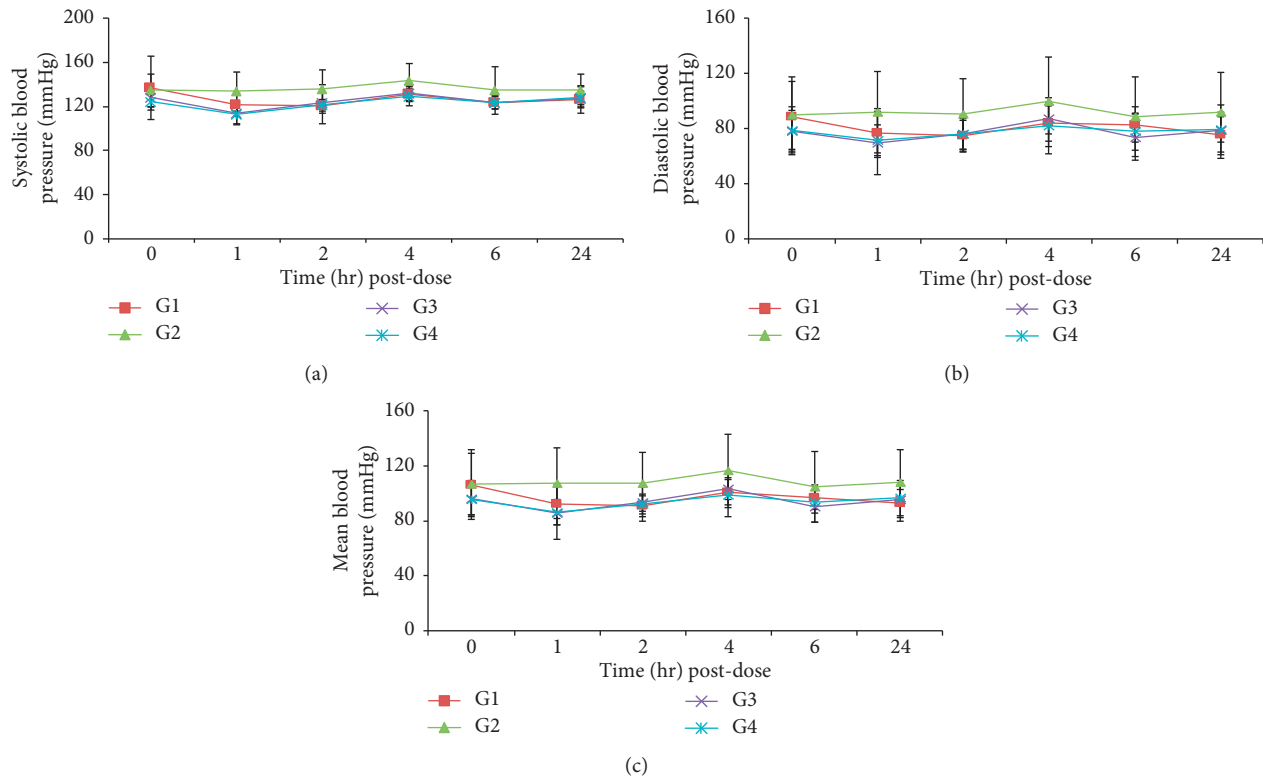 Systolic blood
pressure (mmHg)
200
160
120
80
40
0
0 1 2 4 6 24
Time (hr) post-dose
G1 G3
G2 G4
(a)
Diastolic blood
pressure (mmHg)
160
120
80
40
0
0 1 2 4 6 24
Time (hr) post-dose
G1 G3
G2 G4
(b)
Mean blood
pressure (mmHg)
160
120
80
40
0
0 1 2 4 6 24
Time (hr) post-dose
G1 G3
G2 G4
(c)